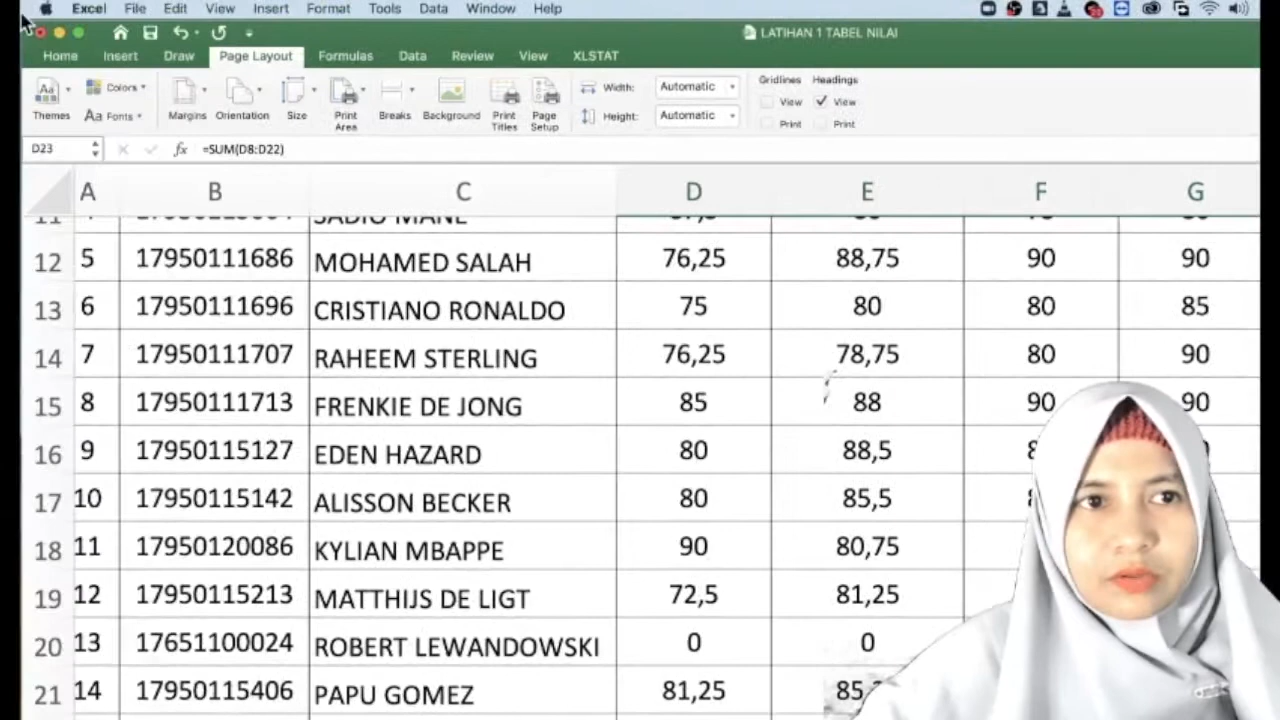 Excel File Edit View Insert Format Tools Data Window Help
LATIHAN 1 TABEL NILAI
Home Insert Draw Page Layout Formulas Data Review View XLSTAT
Themes Colors Fonts Margins Orientation Size Print Area Breaks Background Print Titles Page Setup Width: Automatic Height: Automatic Gridlines View Print Headings View Print
D23 fx =SUM(D8:D22)
A B C D E F G
11 SADIO MANE
12 5 17950111686 MOHAMED SALAH 76,25 88,75 90 90
13 6 17950111696 CRISTIANO RONALDO 75 80 80 85
14 7 17950111707 RAHEEM STERLING 76,25 78,75 80 90
15 8 17950111713 FRENKIE DE JONG 85 88 90 90
16 9 17950115127 EDEN HAZARD 80 88,5
17 10 17950115142 ALISSON BECKER 80 85,5
18 11 17950120086 KYLIAN MBAPPE 90 80,75
19 12 17950115213 MATTHIJS DE LIGT 72,5 81,25
20 13 17651100024 ROBERT LEWANDOWSKI 0 0
21 14 17950115406 PAPU GOMEZ 81,25